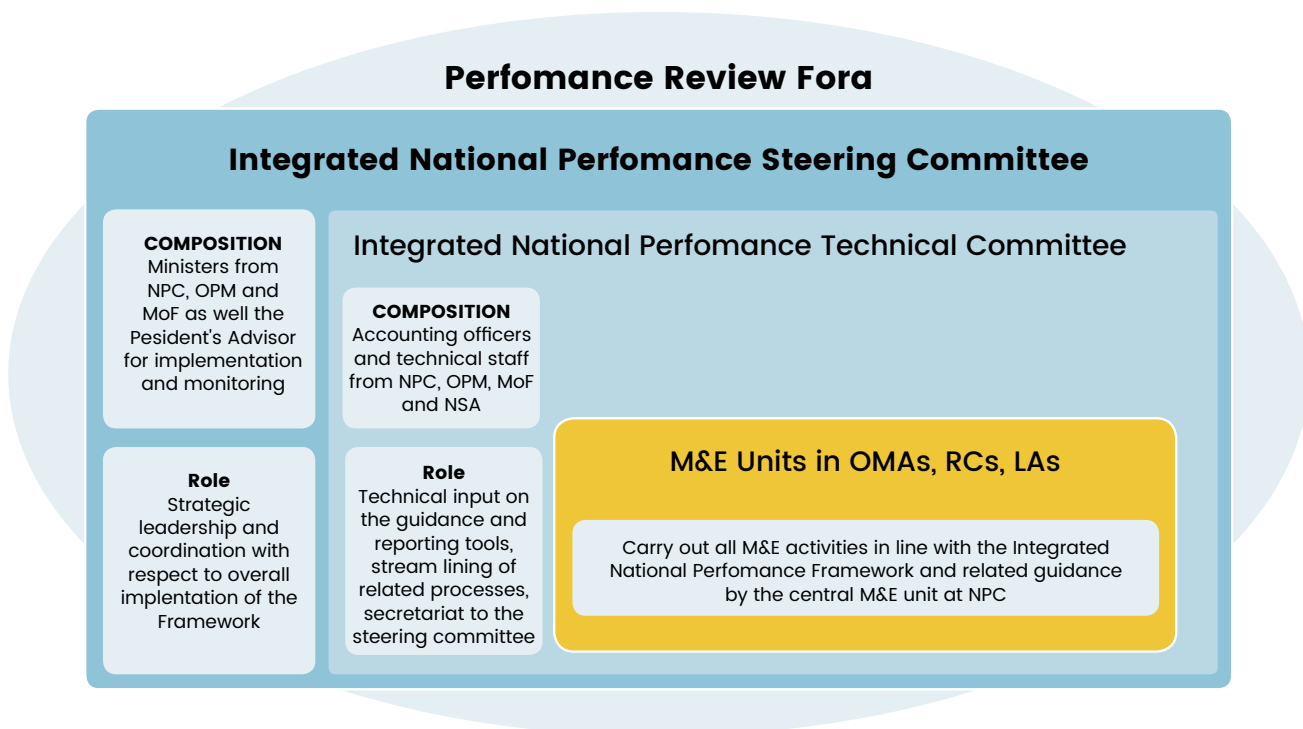 Perfomance Review Fora
Integrated National Perfomance Steering Committee
COMPOSITION
Ministers from
NPC, OPM and
MoF as well the
Pesident's Advisor
for implementation
and monitoring
Role
Strategic
leadership and
coordination with
respect to overall
implentation of the
Framework
Integrated National Perfomance Technical Committee
COMPOSITION
Accounting officers
and technical staff
from NPC, OPM, MoF
and NSA
Role
Technical input on
the guidance and
reporting tools,
stream lining of
related processes,
secretariat to the
steering committee
M&E Units in OMAs, RCs, LAs
Carry out all M&E activities in line with the Integrated
National Perfomance Framework and related guidance
by the central M&E unit at NPC